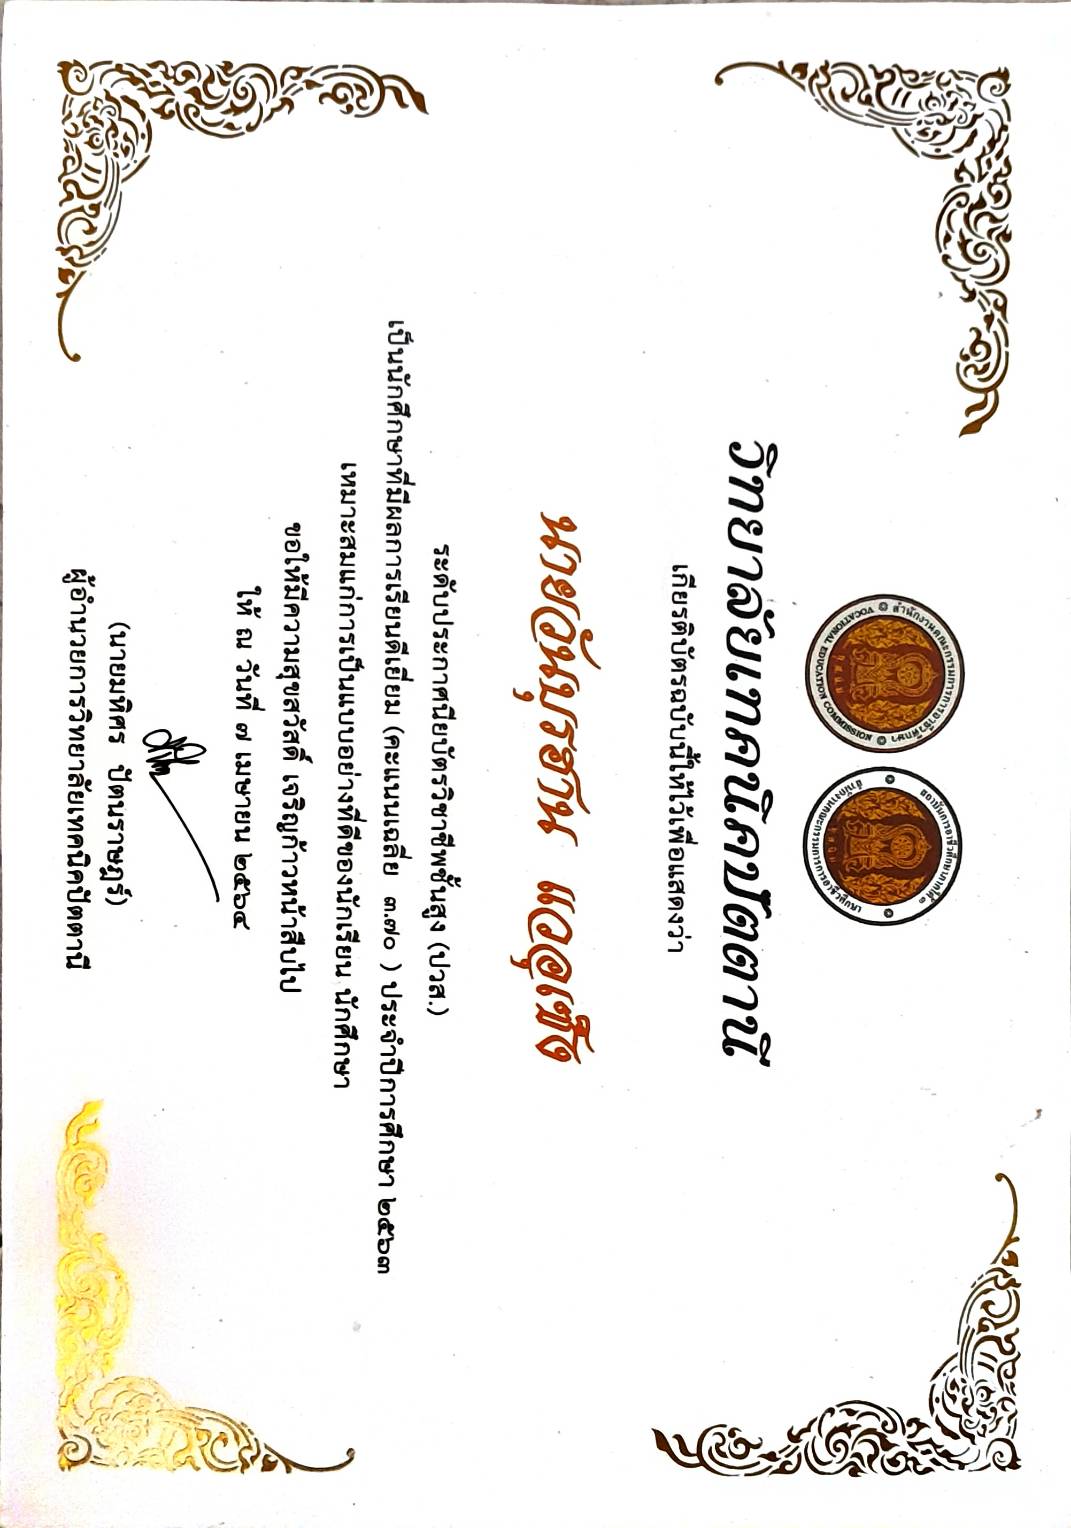 สำนักงานคณะกรรมการการอาชีวศึกษา
VOCATIONAL EDUCATION COMMISSION
สถาบันการอาชีวศึกษาภาคใต้ ๓
สำนักงานคณะกรรมการการอาชีวศึกษา
วิทยาลัยเทคนิคปัตตานี
เกียรติบัตรฉบับนี้ให้ไว้เพื่อแสดงว่า
นายวันบุรฮาน แวอุเซ็ง
ระดับประกาศนียบัตรวิชาชีพชั้นสูง (ปวส.)
เป็นนักศึกษาที่มีผลการเรียนดีเยี่ยม (คะแนนเฉลี่ย ๓.๗๐ ) ประจำปีการศึกษา ๒๕๖๓
เหมาะสมแก่การเป็นแบบอย่างที่ดีของนักเรียน นักศึกษา
ขอให้มีความสุขสวัสดิ์ เจริญก้าวหน้าสืบไป
ให้ ณ วันที่ ๗ เมษายน ๒๕๖๔
(นายมหิศร ปัตนราษฎร์)
ผู้อำนวยการวิทยาลัยเทคนิคปัตตานี